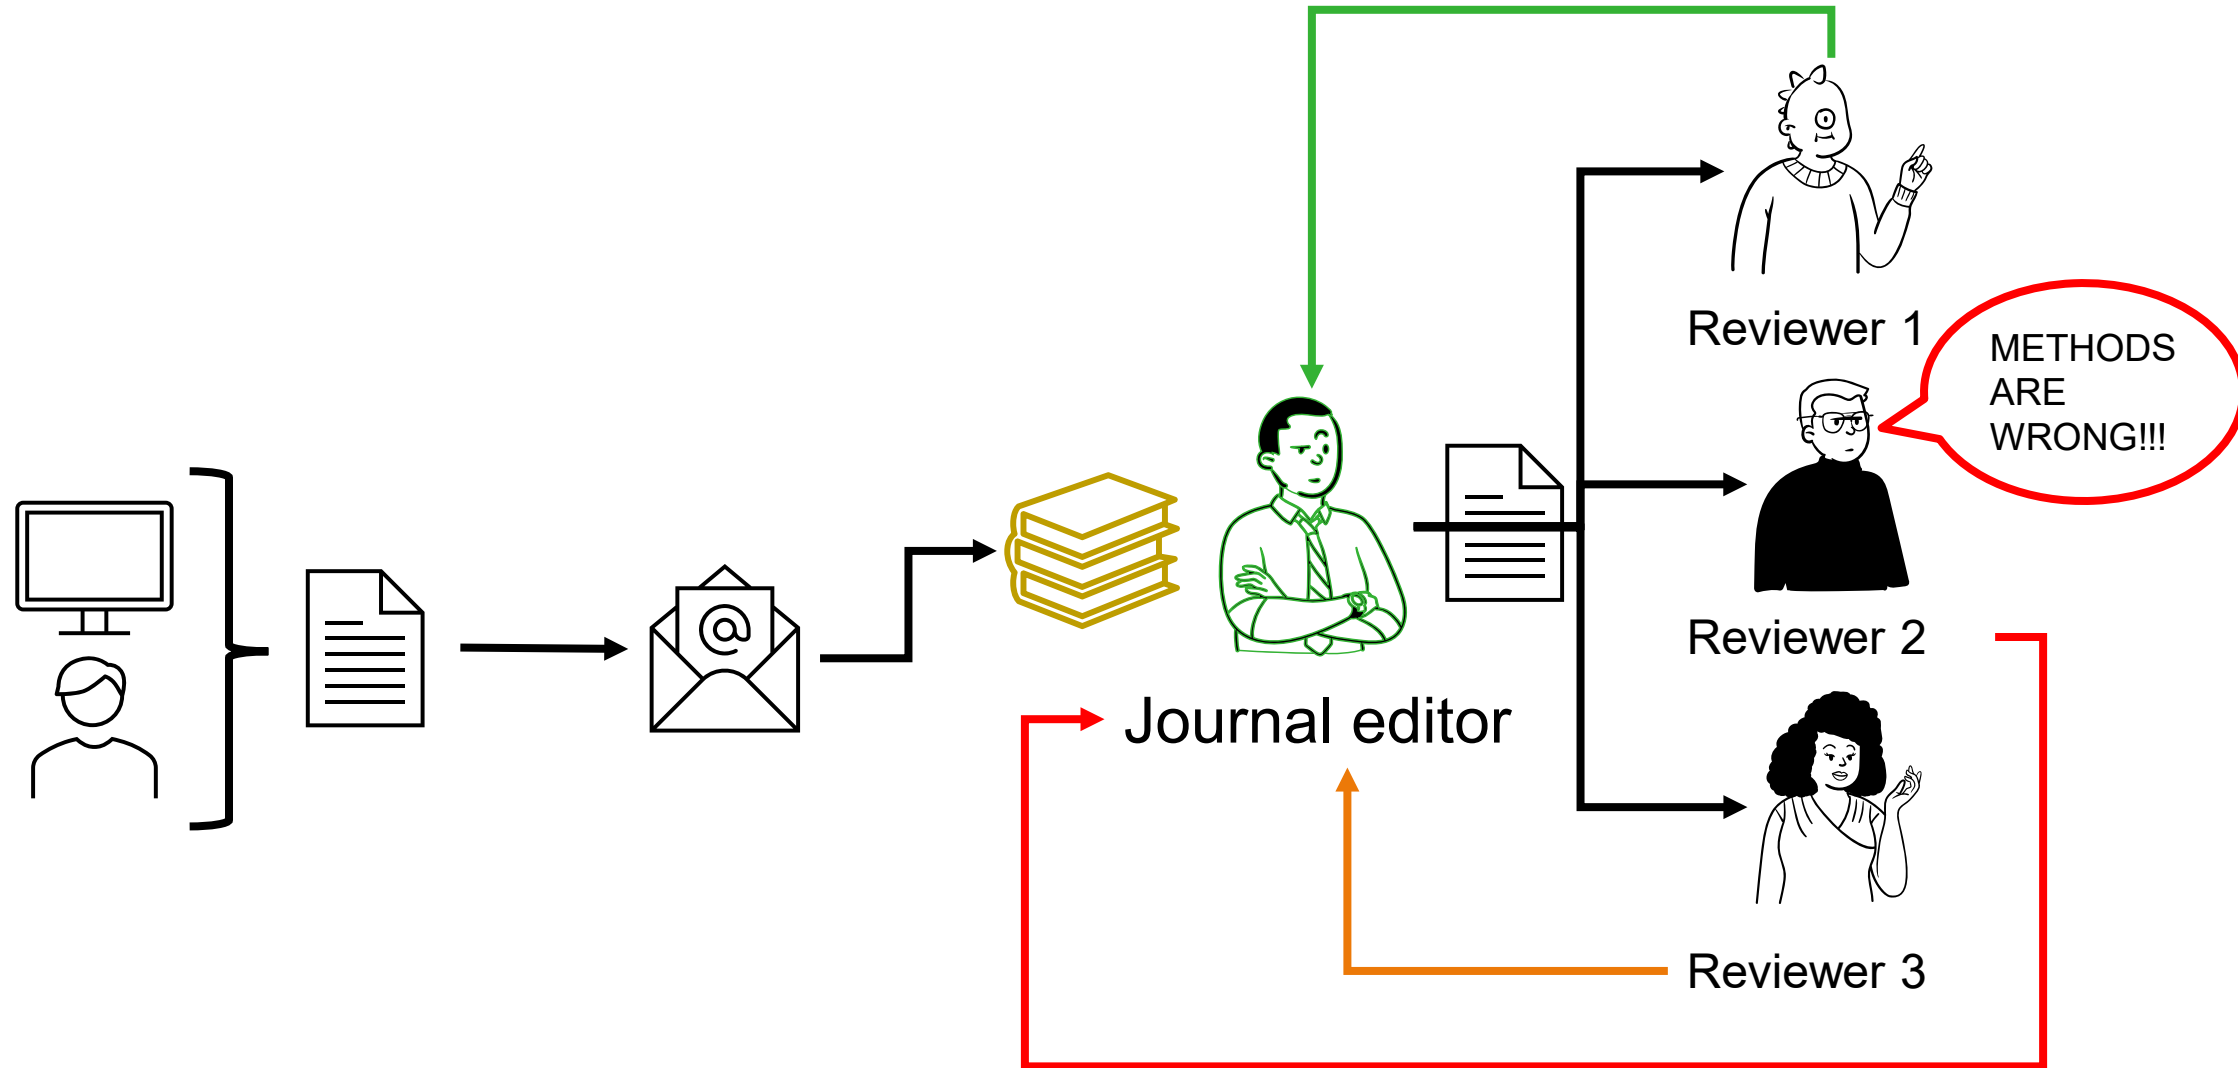 Reviewer 1
METHODS
ARE
WRONG!!!
Reviewer 2
@
Journal editor
Reviewer 3